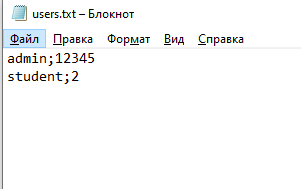 users.txt – Блокнот
Файл Правка Формат Вид Справка
admin;12345
student;2